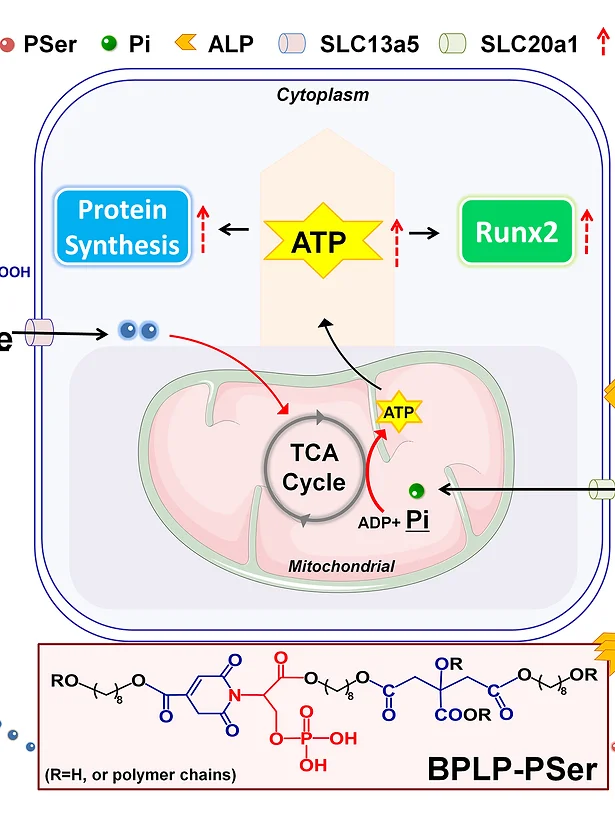 PSer Pi ALP SLC13a5 SLC20a1
Cytoplasm
Protein
Synthesis
ATP
Runx2
OOH
e
ATP
TCA
Cycle
ADP+ Pi
Mitochondrial
RO 8 O O O N O O O 8 O O OR COOR O O 8 OR
O O P OH OH
(R=H, or polymer chains)
BPLP-PSer